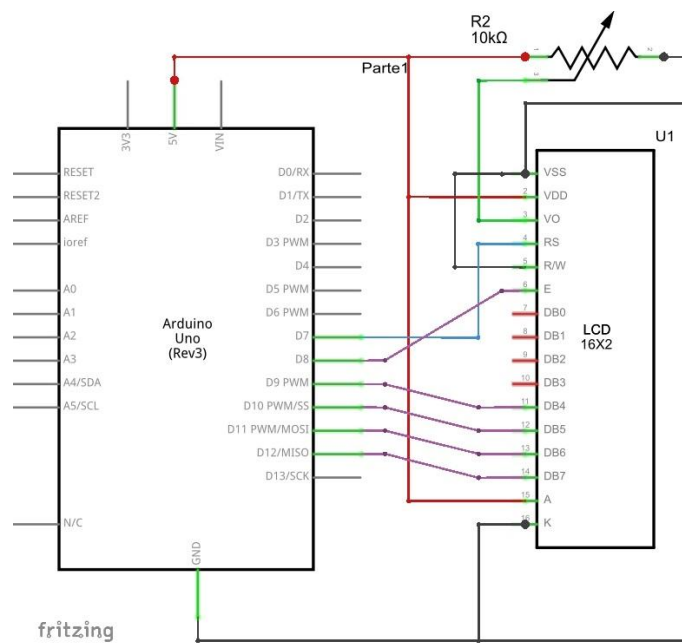 R2
10kΩ
1
2
3
Parte1
3V3
5V
VIN
U1
RESET
RESET2
AREF
ioref
A0
A1
A2
A3
A4/SDA
A5/SCL
N/C
Arduino
Uno
(Rev3)
D0/RX
D1/TX
D2
D3 PWM
D4
D5 PWM
D6 PWM
D7
D8
D9 PWM
D10 PWM/SS
D11 PWM/MOSI
D12/MISO
D13/SCK
GND
VSS
2 VDD
3 VO
4 RS
5 R/W
6 E
7 DB0
8 DB1
9 DB2
10 DB3
11 DB4
12 DB5
13 DB6
14 DB7
15 A
16 K
LCD
16X2
fritzing